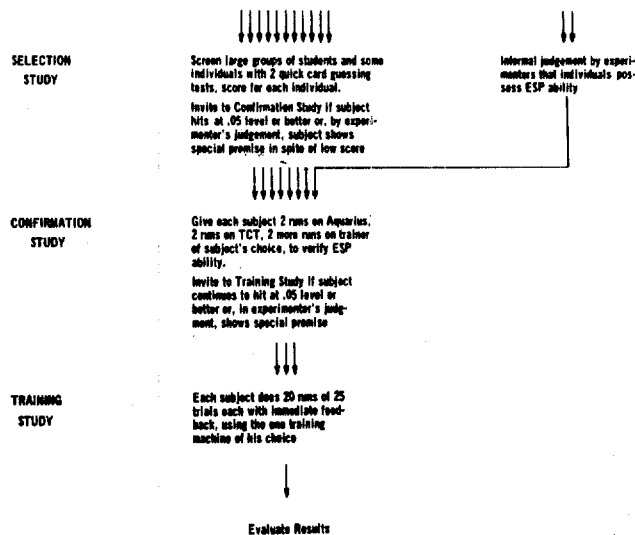 SELECTION
STUDY
Screen large groups of students and some
individuals with 2 quick card guessing
tests, score for each individual.
Invite to Confirmation Study if subject
hits at .05 level or better or, by experi-
menter's judgement, subject shows
special promise in spite of low score
Informal judgement by experi-
menters that individuals pos-
sess ESP ability
CONFIRMATION
STUDY
Give each subject 2 runs on Aquarius,
2 runs on TCT, 2 more runs on trainer
of subject's choice, to verify ESP
ability.
Invite to Training Study if subject
continues to hit at .05 level or
better or, in experimenter's judg-
ment, shows special promise
TRAINING
STUDY
Each subject does 20 runs of 25
trials each with immediate feed-
back, using the one training
machine of his choice
Evaluate Results